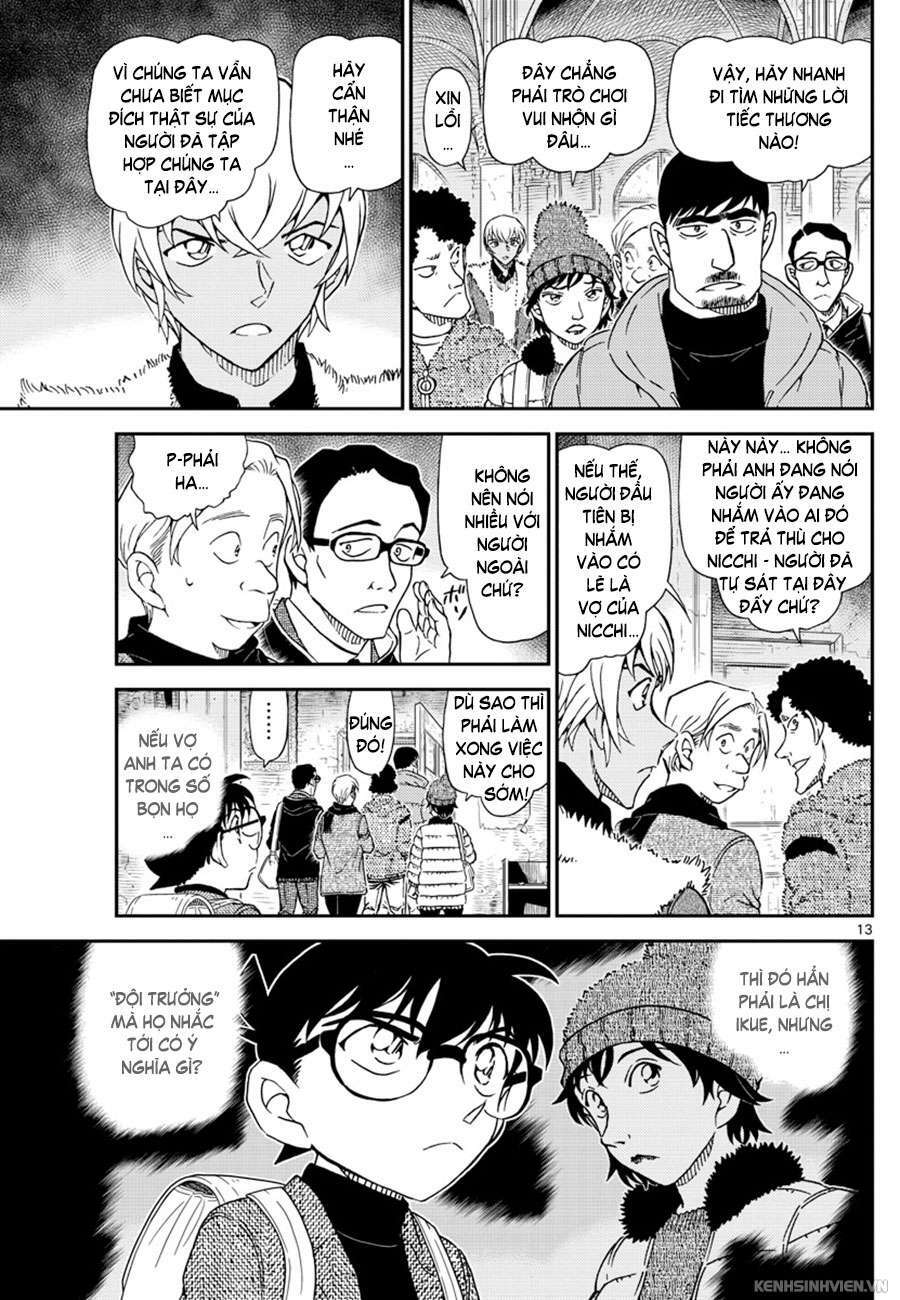 VẬY, HÃY NHANH
ĐI TÌM NHỮNG LỜI
TIẾC THƯƠNG
NÀO!
ĐÂY CHẲNG
PHẢI TRÒ CHƠI
VUI NHỘN GÌ
ĐÂU...
XIN
LỖI
...
HÃY
CẨN
THẬN
NHÉ
...
VÌ CHÚNG TA VẨN
CHƯA BIẾT MỤC
ĐÍCH THẬT SỰ CỦA
NGƯỜI ĐÃ TẬP
HỢP CHÚNG TA
TẠI ĐÂY...
NÀY NÀY... KHÔNG
PHẢI ANH ĐANG NÓI
NGƯỜI ẤY ĐANG
NHẮM VÀO AI ĐÓ
ĐỂ TRẢ THÙ CHO
NICCHI - NGƯỜI ĐÃ
TỰ SÁT TẠI ĐÂY
ĐẤY CHỨ?
NẾU THẾ,
NGƯỜI ĐẦU
TIÊN BỊ
NHẮM
VÀO CÓ
LẼ LÀ
VỢ CỦA
NICCHI...
KHÔNG
NÊN NÓI
NHIỀU VỚI
NGƯỜI
NGOÀI
CHỨ?
P-PHẢI
HA...
DÙ SAO THÌ
PHẢI LÀM
XONG VIỆC
NÀY CHO
SỚM!
ĐÚNG
ĐÓ!
......
NẾU VỢ
ANH TA CÓ
TRONG SỐ
BỌN HỌ
...
13
THÌ ĐÓ HẲN
PHẢI LÀ CHỊ
IKUE, NHƯNG
...
“ĐỘI TRƯỞNG”
MÀ HỌ NHẮC
TỚI CÓ Ý
NGHĨA GÌ?
KENHSINHVIEN.VN